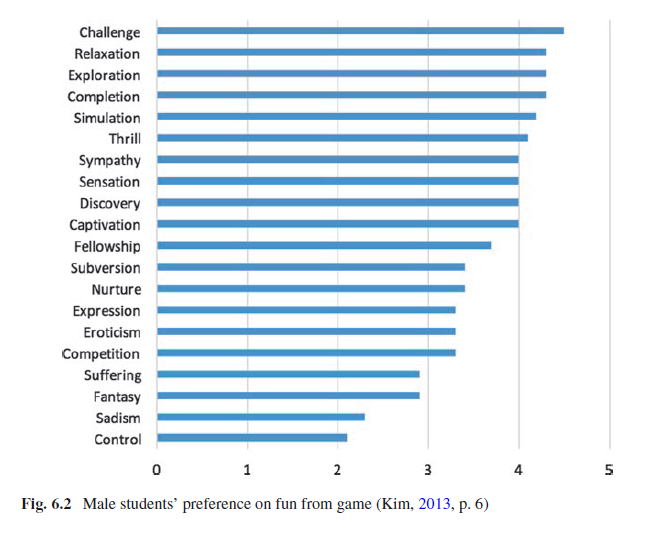 Challenge
Relaxation
Exploration
Completion
Simulation
Thrill
Sympathy
Sensation
Discovery
Captivation
Fellowship
Subversion
Nurture
Expression
Eroticism
Competition
Suffering
Fantasy
Sadism
Control
0 1 2 3 4 5
Fig. 6.2 Male students’ preference on fun from game (Kim, 2013, p. 6)